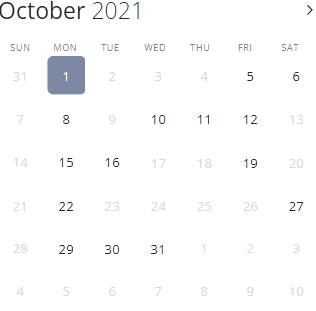 October 2021 >
SUN MON TUE WED THU FRI SAT
31 1 2 3 4 5 6
7 8 9 10 11 12 13
14 15 16 17 18 19 20
21 22 23 24 25 26 27
28 29 30 31 1 2 3
4 5 6 7 8 9 10